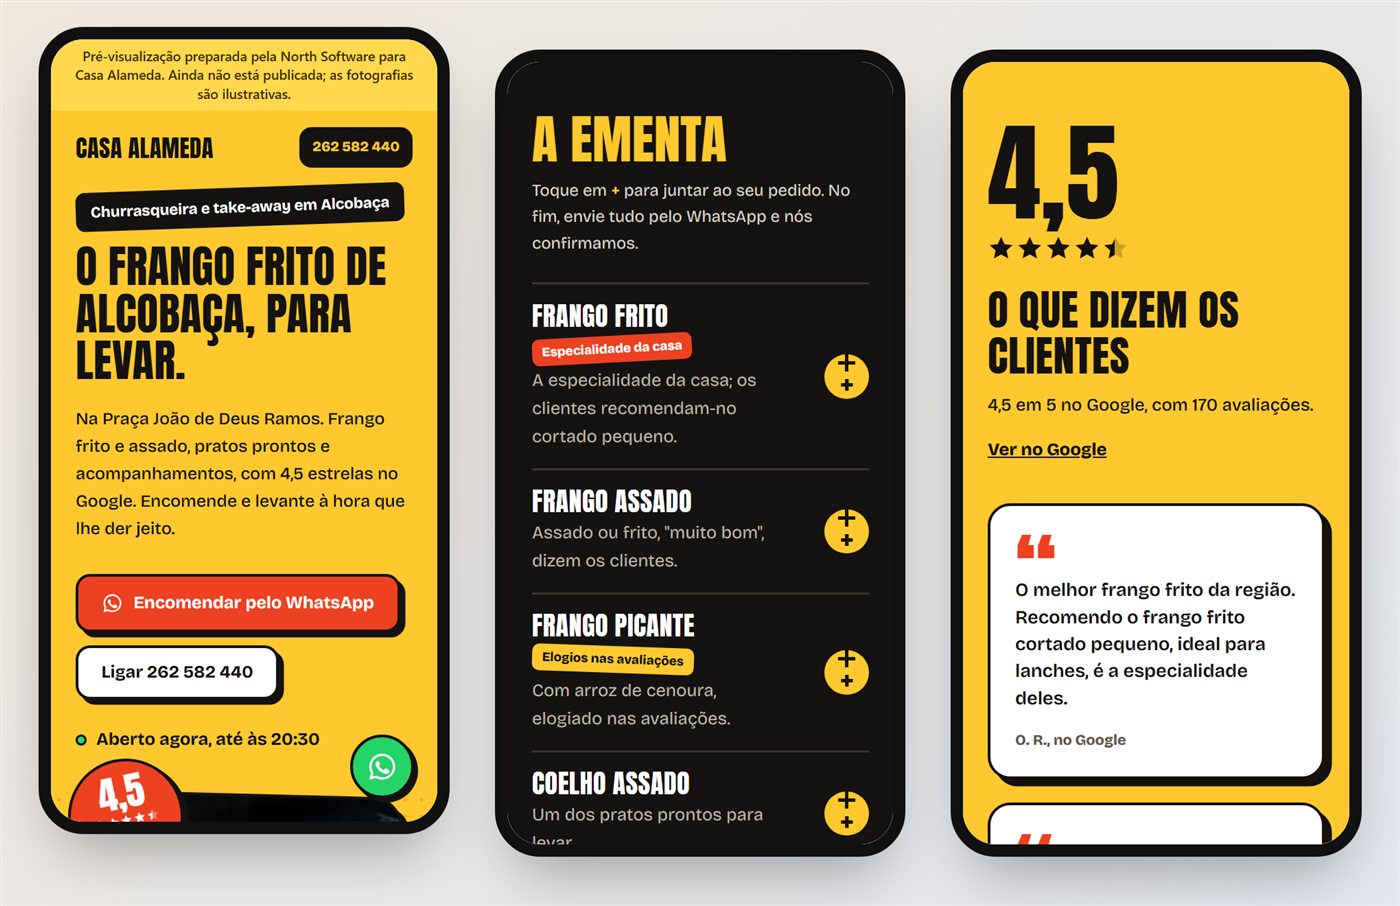 Pré-visualização preparada pela North Software para
Casa Alameda. Ainda não está publicada; as fotografias
são ilustrativas.
CASA ALAMEDA
262 582 440
Churrasqueira e take-away em Alcobaça
O FRANGO FRITO DE
ALCOBAÇA, PARA
LEVAR.
Na Praça João de Deus Ramos. Frango
frito e assado, pratos prontos e
acompanhamentos, com 4,5 estrelas no
Google. Encomende e levante à hora que
lhe der jeito.
Encomendar pelo WhatsApp
Ligar 262 582 440
Aberto agora, até às 20:30
4,5
A EMENTA
Toque em + para juntar ao seu pedido. No
fim, envie tudo pelo WhatsApp e nós
confirmamos.
FRANGO FRITO
Especialidade da casa
A especialidade da casa; os
clientes recomendam-no
cortado pequeno.
+
+
FRANGO ASSADO
Assado ou frito, "muito bom",
dizem os clientes.
+
+
FRANGO PICANTE
Elogios nas avaliações
Com arroz de cenoura,
elogiado nas avaliações.
+
+
COELHO ASSADO
Um dos pratos prontos para
levar
+
+
4,5
O QUE DIZEM OS
CLIENTES
4,5 em 5 no Google, com 170 avaliações.
Ver no Google
“
O melhor frango frito da região.
Recomendo o frango frito
cortado pequeno, ideal para
lanches, é a especialidade
deles.
O. R., no Google
“